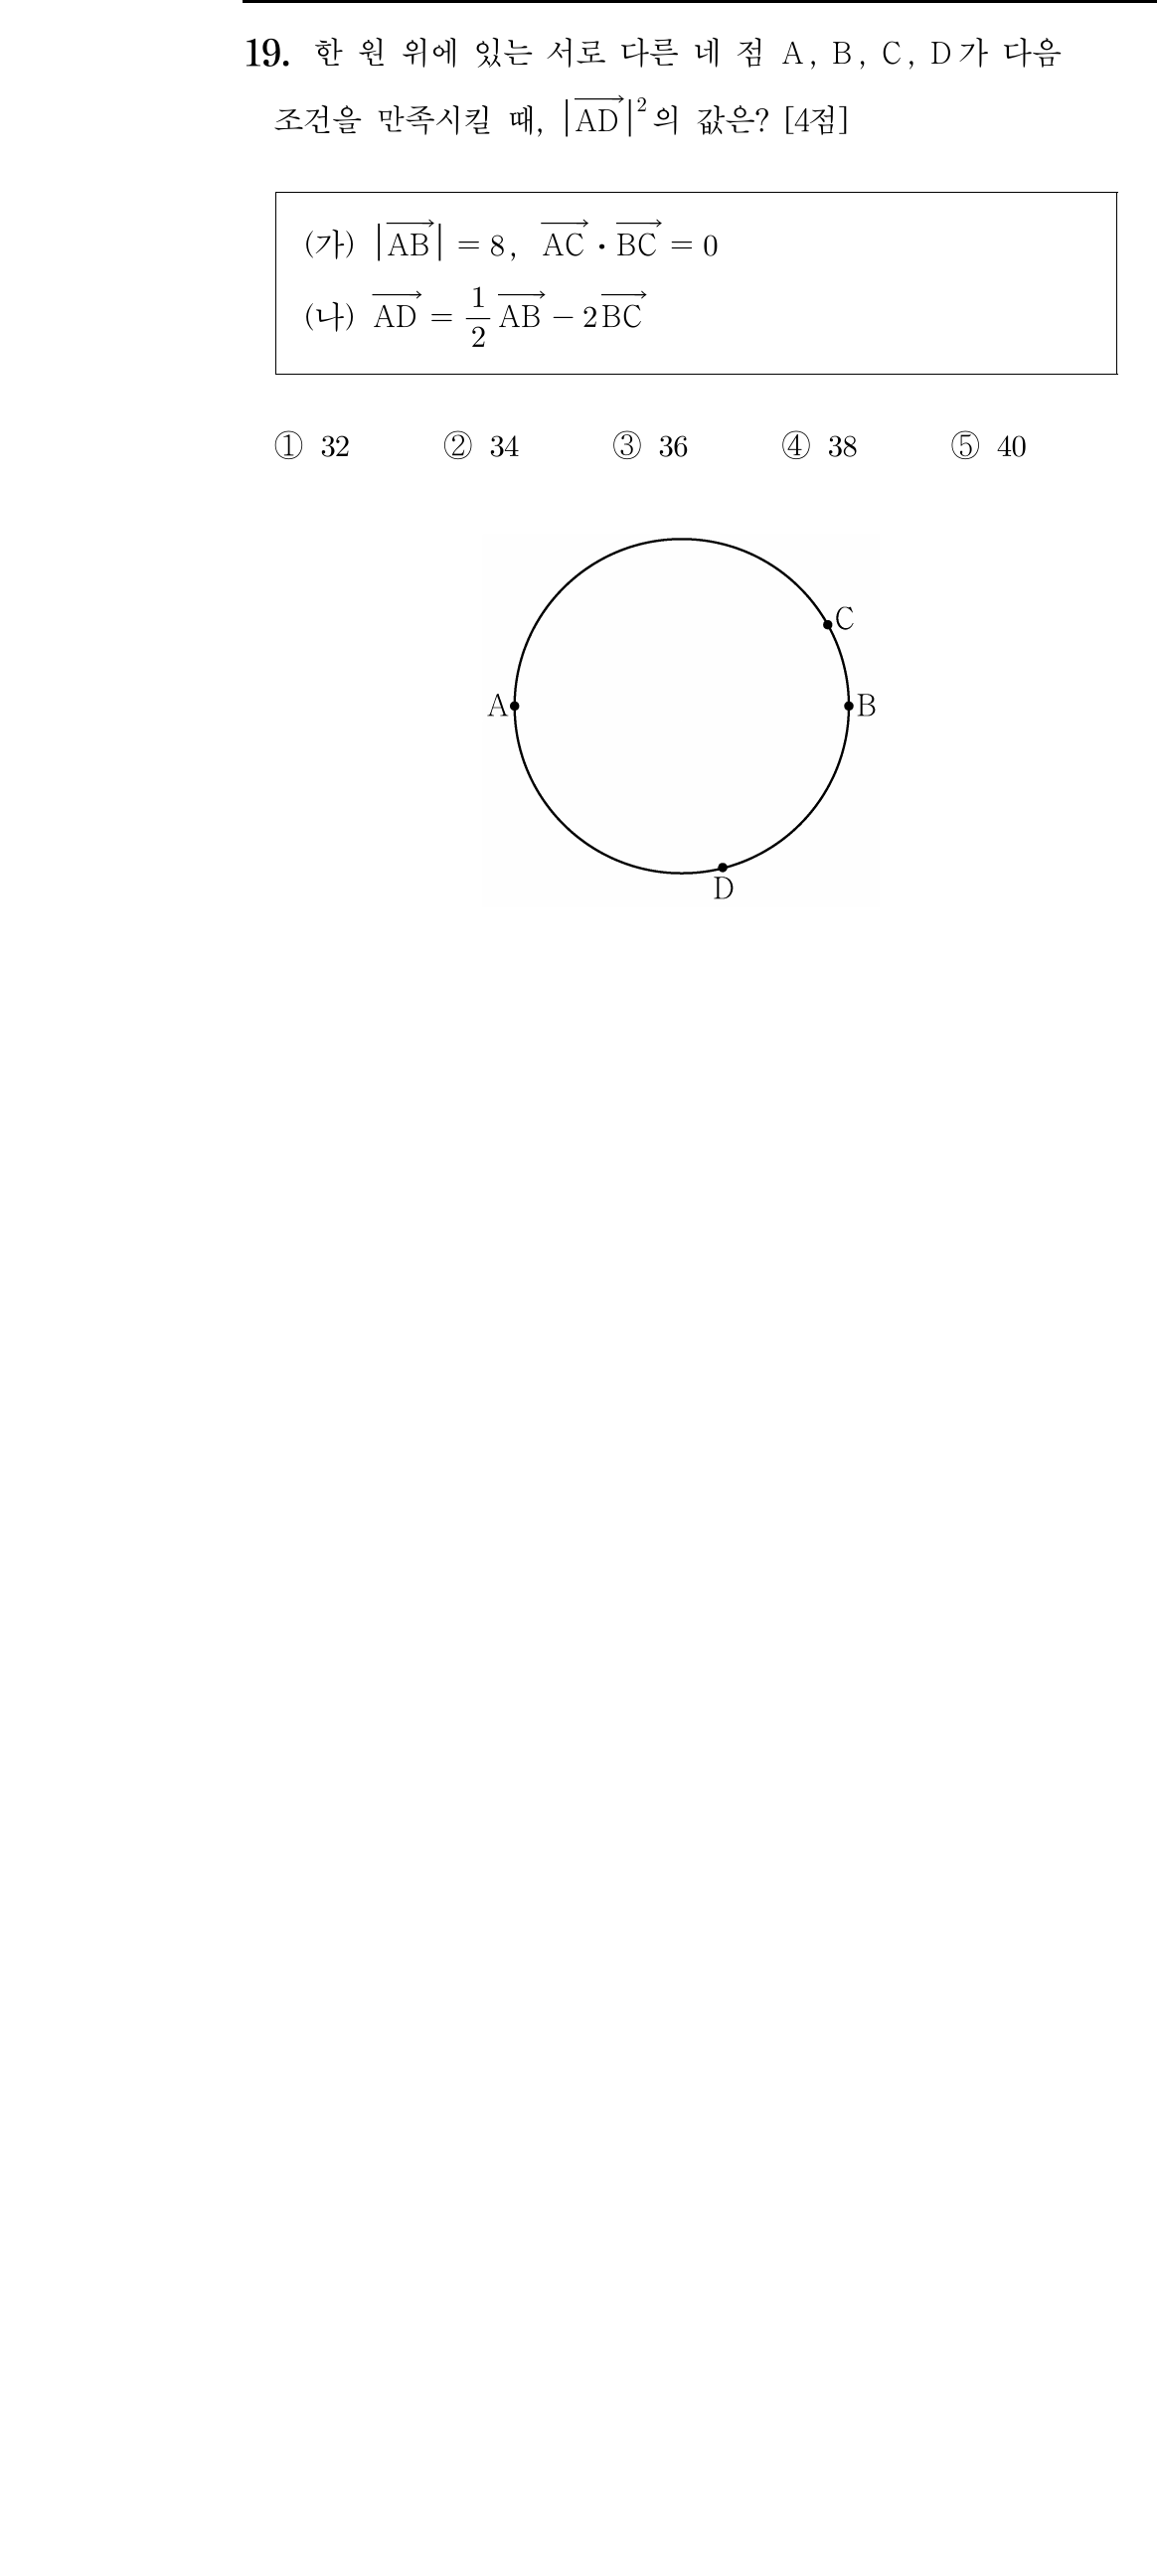 19. 한 원 위에 있는 서로 다른 네 점 A, B, C, D가 다음
조건을 만족시킬 때, |\overrightarrow{AD}|²의 값은? [4점]
(가) |\overrightarrow{AB}| = 8, \overrightarrow{AC} • \overrightarrow{BC} = 0
(나) \overrightarrow{AD} = \frac{1}{2}\overrightarrow{AB} − 2\overrightarrow{BC}
① 32 ② 34 ③ 36 ④ 38 ⑤ 40
C
A B
D